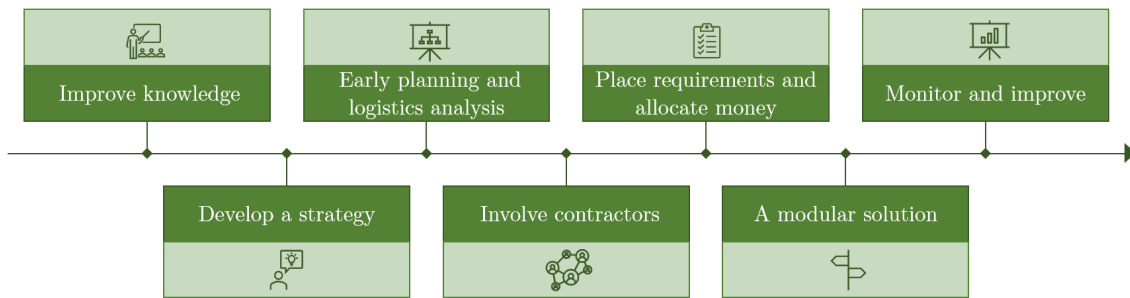 Improve knowledge
Develop a strategy
Early planning and
logistics analysis
Involve contractors
Place requirements and
allocate money
A modular solution
Monitor and improve